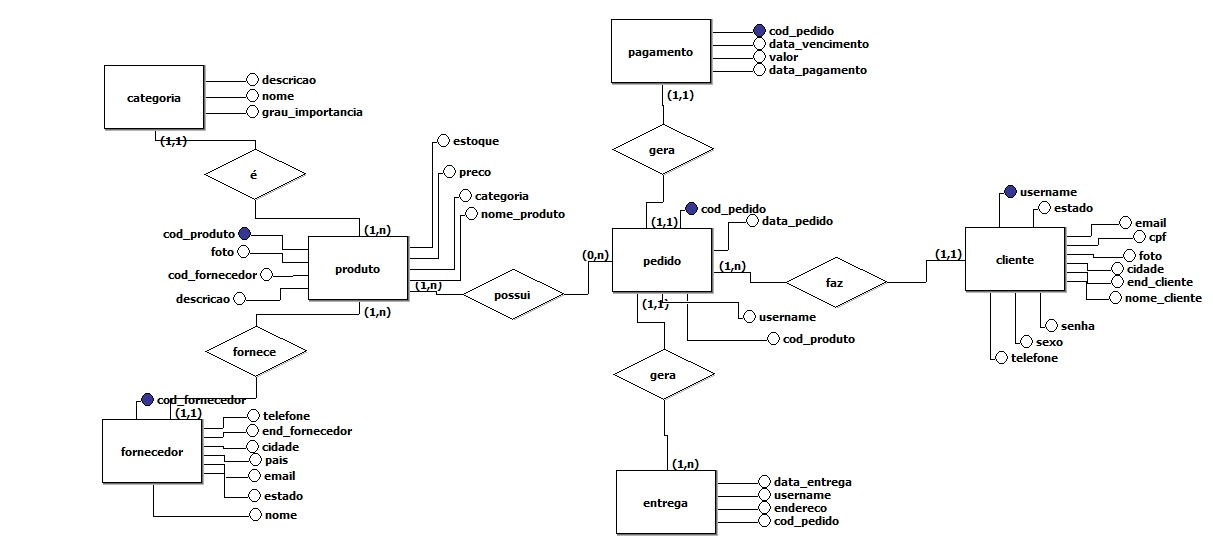 cod_pedido
data_vencimento
valor
data_pagamento
pagamento
(1,1)
descricao
nome
grau_importancia
categoria
(1,1)
é
gera
estoque
preco
categoria
nome_produto
cod_produto
foto
cod_fornecedor
descricao
produto
(1,n)
(1,n)
(1,n)
possui
(0,n)
(1,1)
cod_pedido
data_pedido
pedido
(1,n)
(1,1)
username
cod_produto
faz
(1,1)
username
estado
email
cpf
foto
cidade
end_cliente
nome_cliente
cliente
senha
sexo
telefone
fornece
gera
cod_fornecedor
(1,1)
telefone
end_fornecedor
cidade
pais
email
estado
nome
fornecedor
(1,n)
entrega
data_entrega
username
endereco
cod_pedido